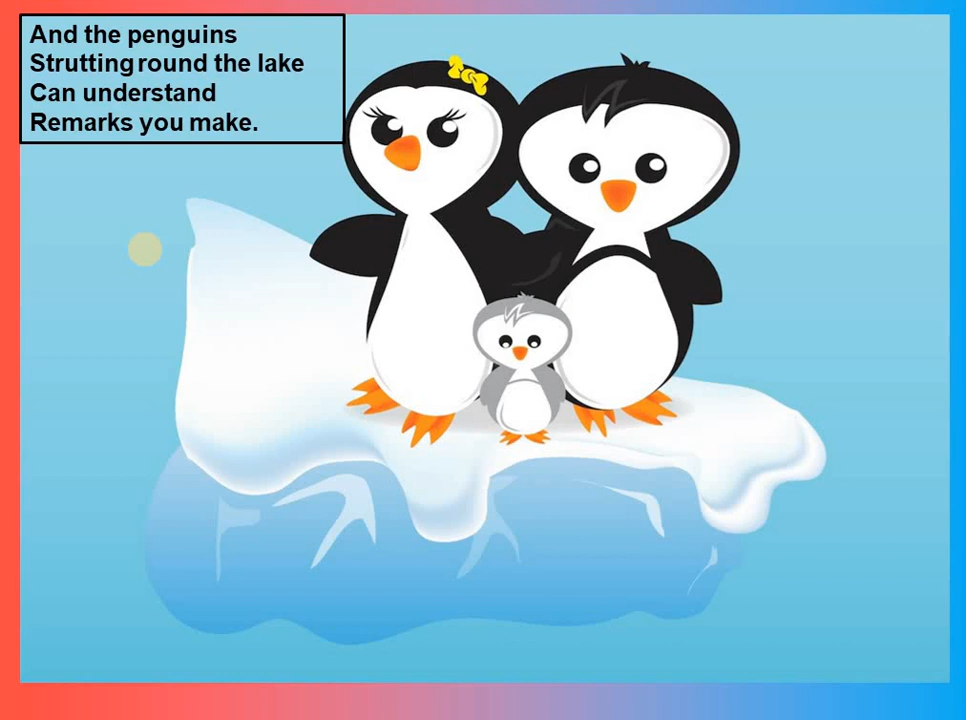 And the penguins
Strutting round the lake
Can understand
Remarks you make.